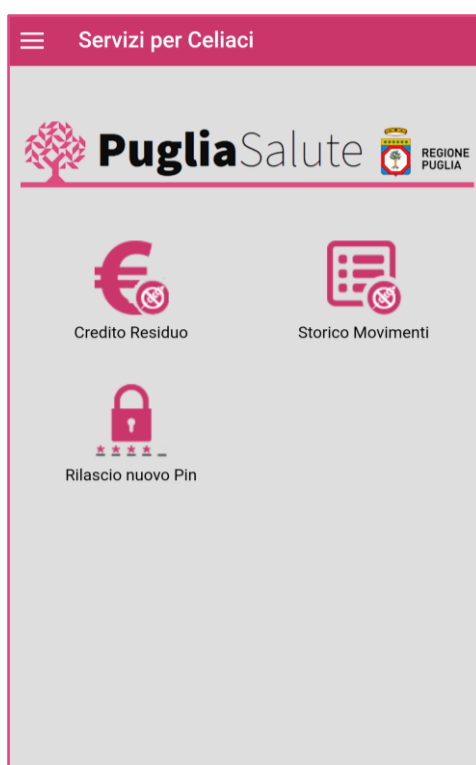 Servizi per Celiaci
PugliaSalute
REGIONE
PUGLIA
Credito Residuo
Storico Movimenti
Rilascio nuovo Pin